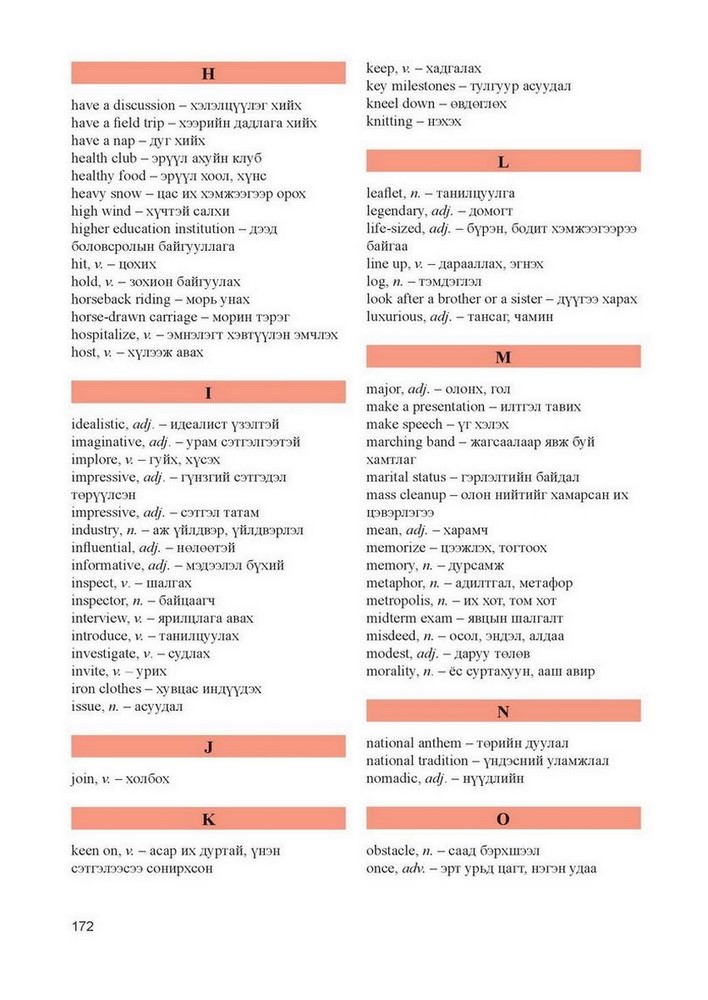 H
have a discussion – хэлэлцүүлэг хийх
have a field trip – хээрийн дадлага хийх
have a nap – дуг хийх
health club – эрүүл ахуйн клуб
healthy food – эрүүл хоол, хүнс
heavy snow – цас их хэмжээгээр орох
high wind – хүчтэй салхи
higher education institution – дээд
боловсролын байгууллага
hit, v. – цохих
hold, v. – зохион байгуулах
horseback riding – морь унах
horse-drawn carriage – морин тэрэг
hospitalize, v. – эмнэлэгт хэвтүүлэн эмчлэх
host, v. – хүлээж авах
I
idealistic, adj. – идеалист үзэлтэй
imaginative, adj. – урам сэтгэлгээтэй
implore, v. – гуйх, хүсэх
impressive, adj. – гүнзгий сэтгэдэл
төрүүлсэн
impressive, adj. – сэтгэл татам
industry, n. – аж үйлдвэр, үйлдвэрлэл
influential, adj. – нөлөөтэй
informative, adj. – мэдээлэл бүхий
inspect, v. – шалгах
inspector, n. – байцаагч
interview, v. – ярилцлага авах
introduce, v. – танилцуулах
investigate, v. – судлах
invite, v. – урих
iron clothes – хувцас индүүдэх
issue, n. – асуудал
J
join, v. – холбох
K
keen on, v. – асар их дуртай, үнэн
сэтгэлээсээ сонирхсон
keep, v. – хадгалах
key milestones – тулгуур асуудал
kneel down – өвдөглөх
knitting – нэхэх
L
leaflet, n. – танилцуулга
legendary, adj. – домогт
life-sized, adj. – бүрэн, бодит хэмжээгээрээ
байгаа
line up, v. – дарааллах, эгнэх
log, n. – тэмдэглэл
look after a brother or a sister – дүүгээ харах
luxurious, adj. – тансаг, чамин
M
major, adj. – олонх, гол
make a presentation – илтгэл тавих
make speech – үг хэлэх
marching band – жагсаалаар явж буй
хамтлаг
marital status – гэрлэлтийн байдал
mass cleanup – олон нийтийг хамарсан их
цэвэрлэгээ
mean, adj. – харамч
memorize – цээжлэх, тогтоох
memory, n. – дурсамж
metaphor, n. – адилтгал, метафор
metropolis, n. – их хот, том хот
midterm exam – явцын шалгалт
misdeed, n. – осол, эндэл, алдаа
modest, adj. – даруу төлөв
morality, n. – ёс суртахуун, ааш авир
N
national anthem – төрийн дуулал
national tradition – үндэсний уламжлал
nomadic, adj. – нүүдлийн
O
obstacle, n. – саад бэрхшээл
once, adv. – эрт урьд цагт, нэгэн удаа
172